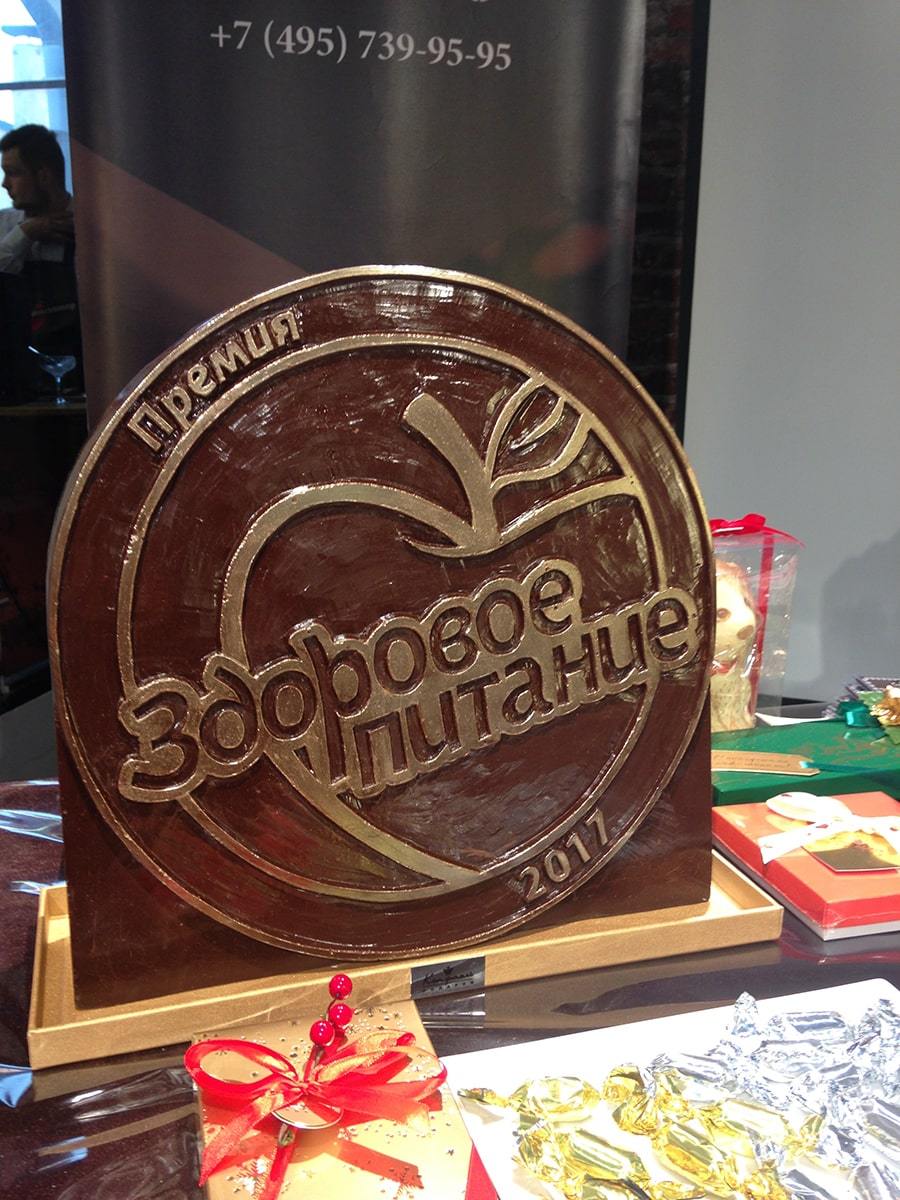 +7 (495) 739-95-95
Премия
Здоровое
питание
2017